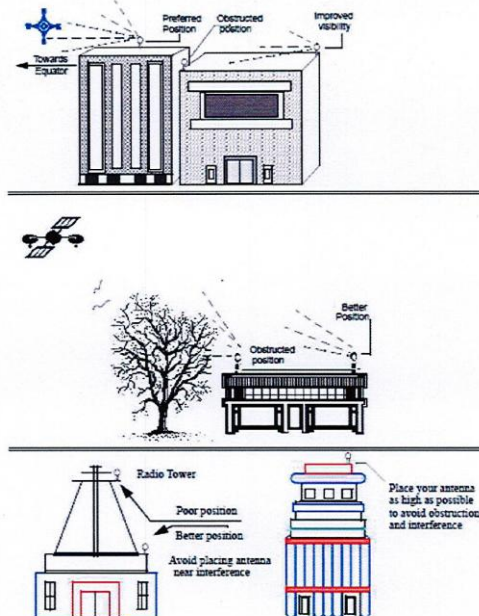 Preferred
Position
Obstructed
position
Improved
visibility
Towards
Equator
Better
Position
Obstructed
position
Radio Tower
Poor position
Better position
Avoid placing antenna
near interference
Place your antenna
as high as possible
to avoid obstruction
and interference